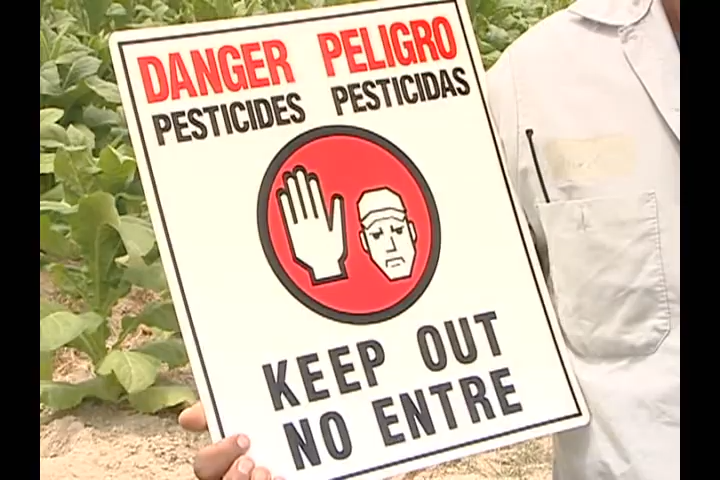 DANGER PELIGRO
PESTICIDES PESTICIDAS
KEEP OUT
NO ENTRE